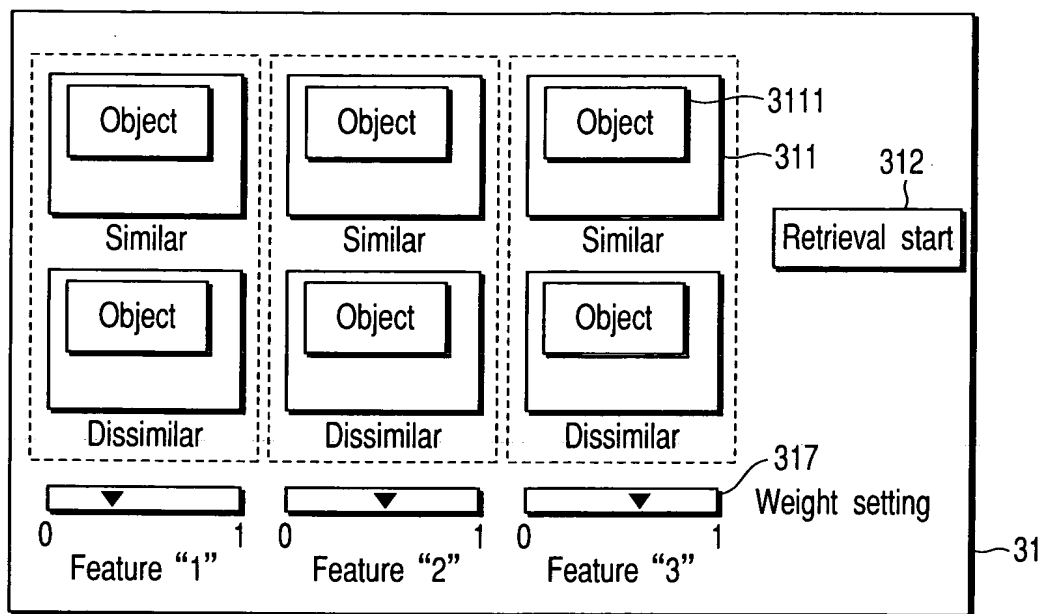 Object Object Object 3111
311
312
Similar Similar Similar Retrieval start
Object Object Object
Dissimilar Dissimilar Dissimilar
317
Weight setting
0 1 0 1 0 1
Feature “1” Feature “2” Feature “3”
31